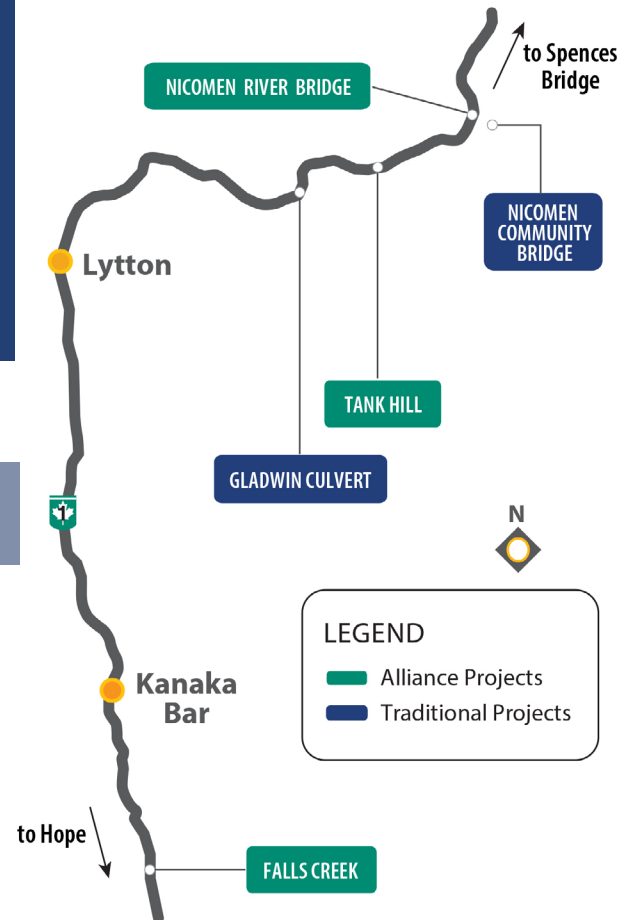 to Spences
Bridge
NICOMEN RIVER BRIDGE
NICOMEN
COMMUNITY
BRIDGE
Lytton
TANK HILL
GLADWIN CULVERT
1
N
LEGEND
Alliance Projects
Traditional Projects
Kanaka
Bar
to Hope
FALLS CREEK